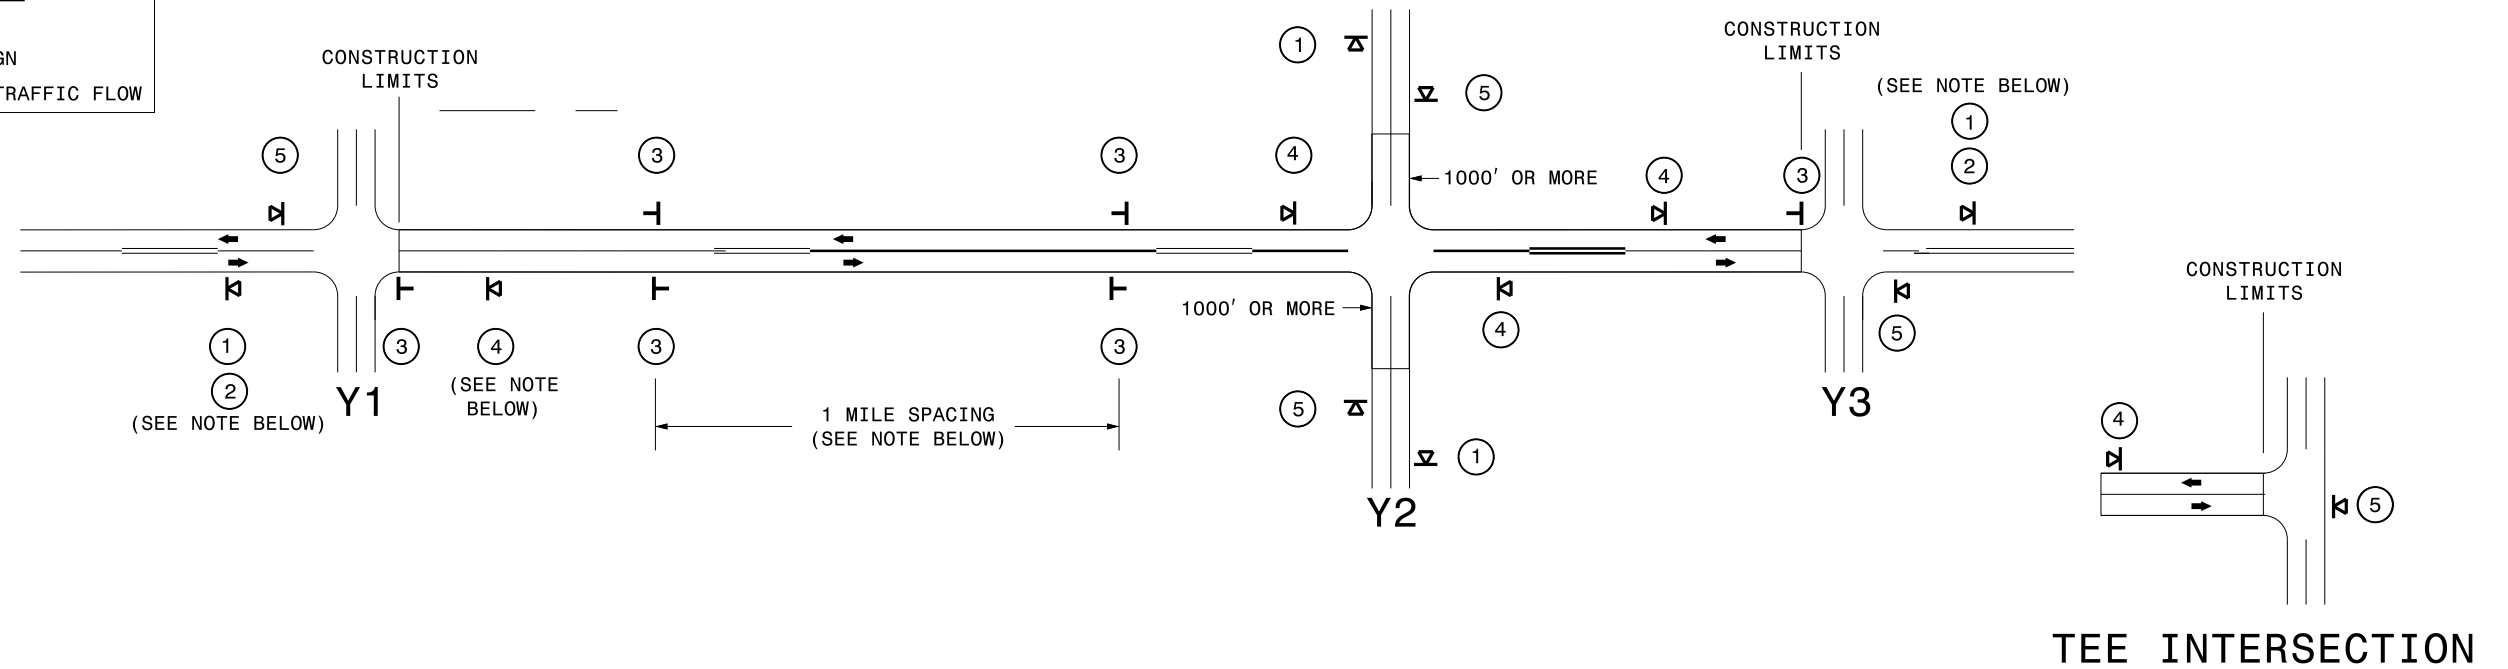 TRAFFIC FLOW
CONSTRUCTION
LIMITS
5
3
3
1
5
4
1000' OR MORE
CONSTRUCTION
LIMITS
4
3
(SEE NOTE BELOW)
1
2
1
2
(SEE NOTE BELOW)
Y1
3
4
(SEE NOTE
BELOW)
3
1 MILE SPACING
(SEE NOTE BELOW)
3
1000' OR MORE
5
1
Y2
4
Y3
5
CONSTRUCTION
LIMITS
4
5
TEE INTERSECTION